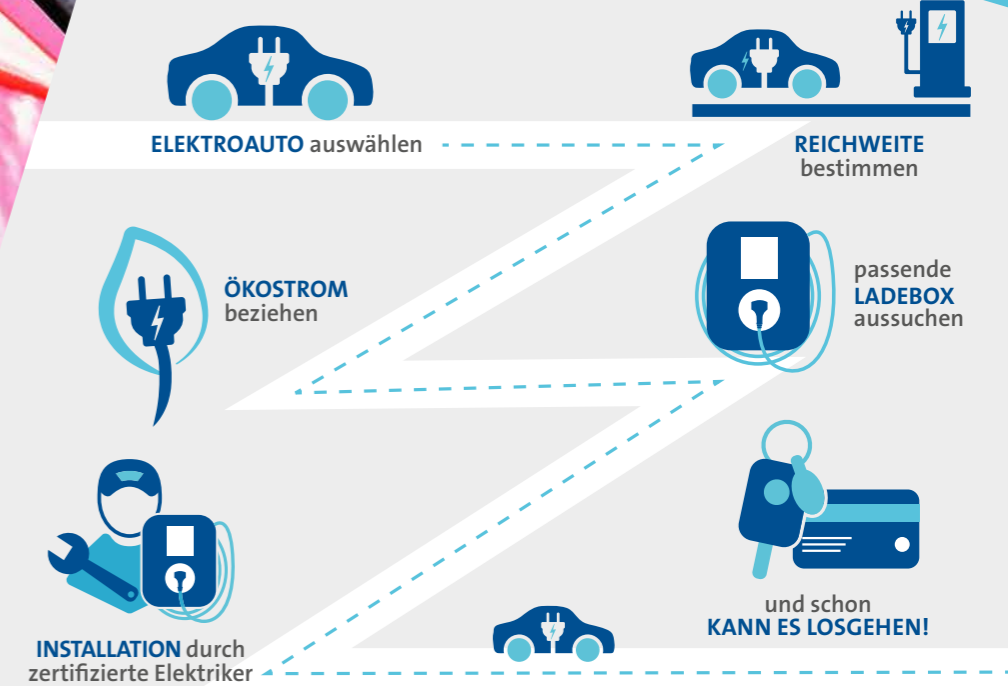 ELEKTROAUTO auswählen
REICHWEITE
bestimmen
ÖKOSTROM
beziehen
passende
LADEBOX
aussuchen
INSTALLATION durch
zertifizierte Elektriker
und schon
KANN ES LOSGEHEN!